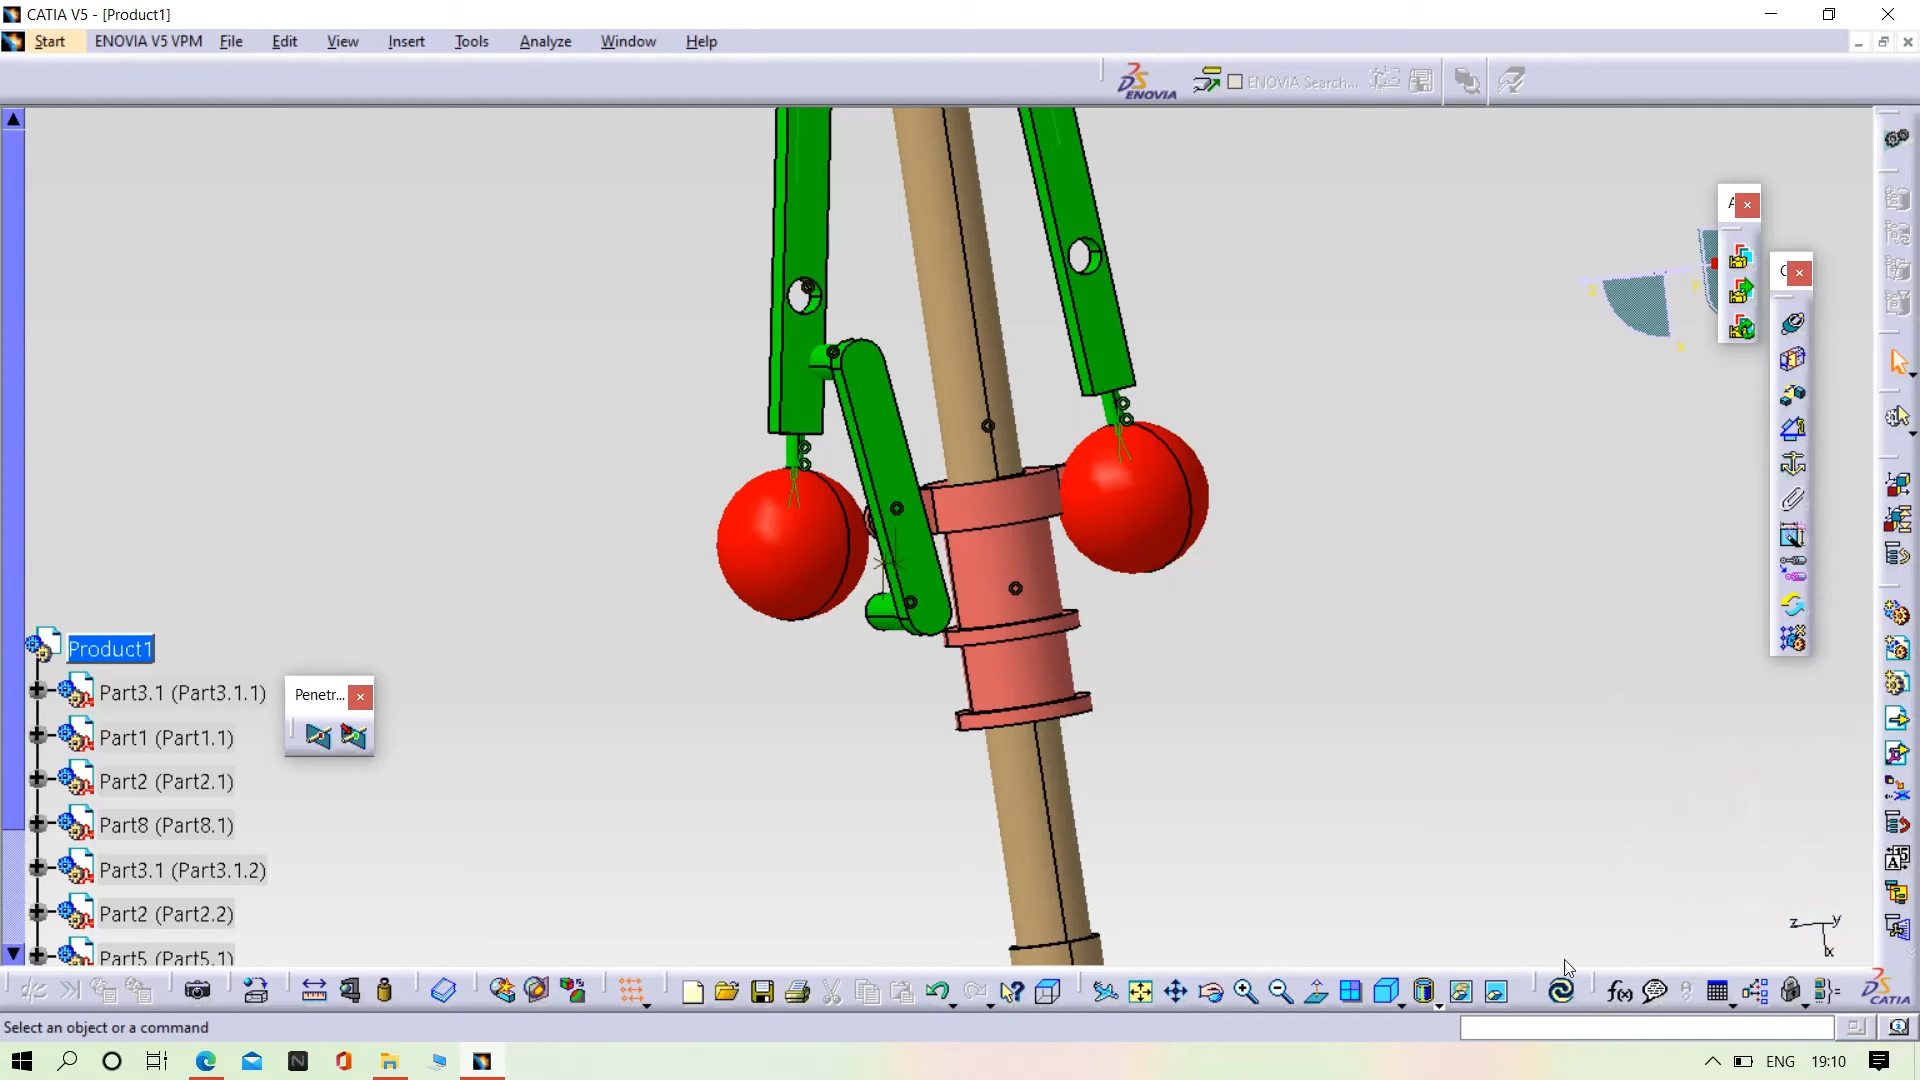 CATIA V5 - [Product1]
Start ENOVIA V5 VPM File Edit View Insert Tools Analyze Window Help
ENOVIA
ENOVIA Search...
Z
Y
X
Product1
Part3.1 (Part3.1.1)
Penetr...
Part1 (Part1.1)
Part2 (Part2.1)
Part8 (Part8.1)
Part3.1 (Part3.1.2)
Part2 (Part2.2)
Part5 (Part5.1)
z y
x
f(x)
CATIA
Select an object or a command
ENG 19:10